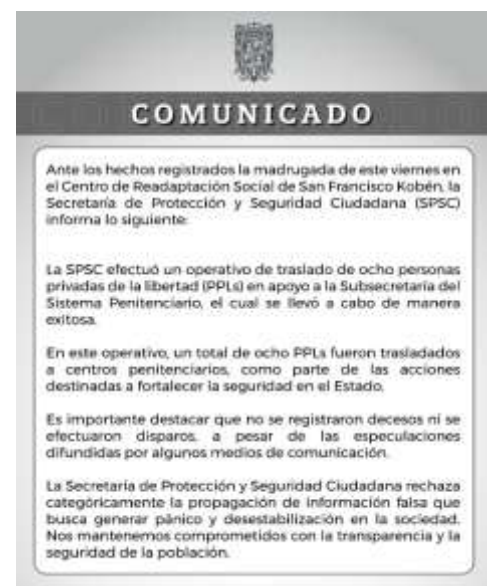 COMUNICADO
Ante los hechos registrados la madrugada de este viernes en
el Centro de Readaptación Social de San Francisco Kobén, la
Secretaría de Protección y Seguridad Ciudadana (SPSC)
informa lo siguiente:
La SPSC efectuó un operativo de traslado de ocho personas
privadas de la libertad (PPLs) en apoyo a la Subsecretaría del
Sistema Penitenciario, el cual se llevó a cabo de manera
exitosa.
En este operativo, un total de ocho PPLs fueron trasladados
a centros penitenciarios, como parte de las acciones
destinadas a fortalecer la seguridad en el Estado.
Es importante destacar que no se registraron decesos ni se
efectuaron disparos, a pesar de las especulaciones
difundidas por algunos medios de comunicación.
La Secretaría de Protección y Seguridad Ciudadana rechaza
categóricamente la propagación de información falsa que
busca generar pánico y desestabilización en la sociedad.
Nos mantenemos comprometidos con la transparencia y la
seguridad de la población.